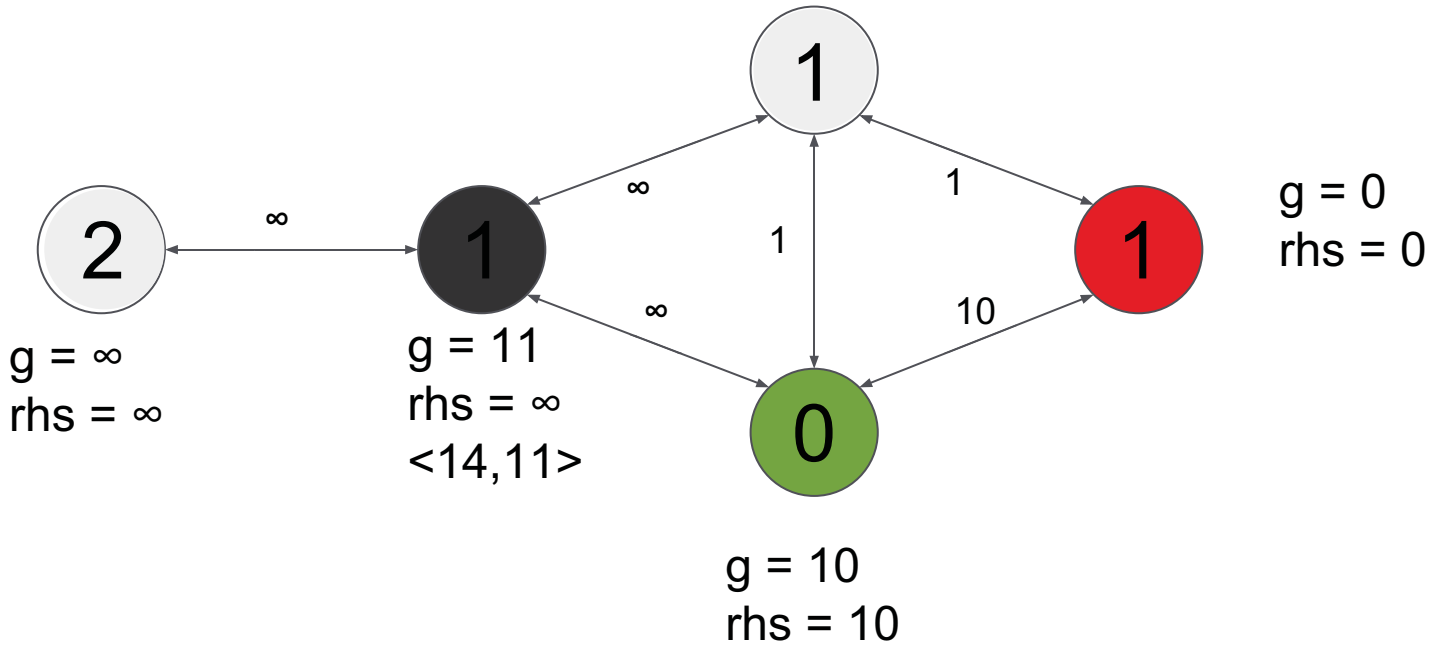 1
∞
1
g = 0
rhs = 0
∞
1
2
1
1
∞
10
g = ∞
rhs = ∞
g = 11
rhs = ∞
<14,11>
0
g = 10
rhs = 10